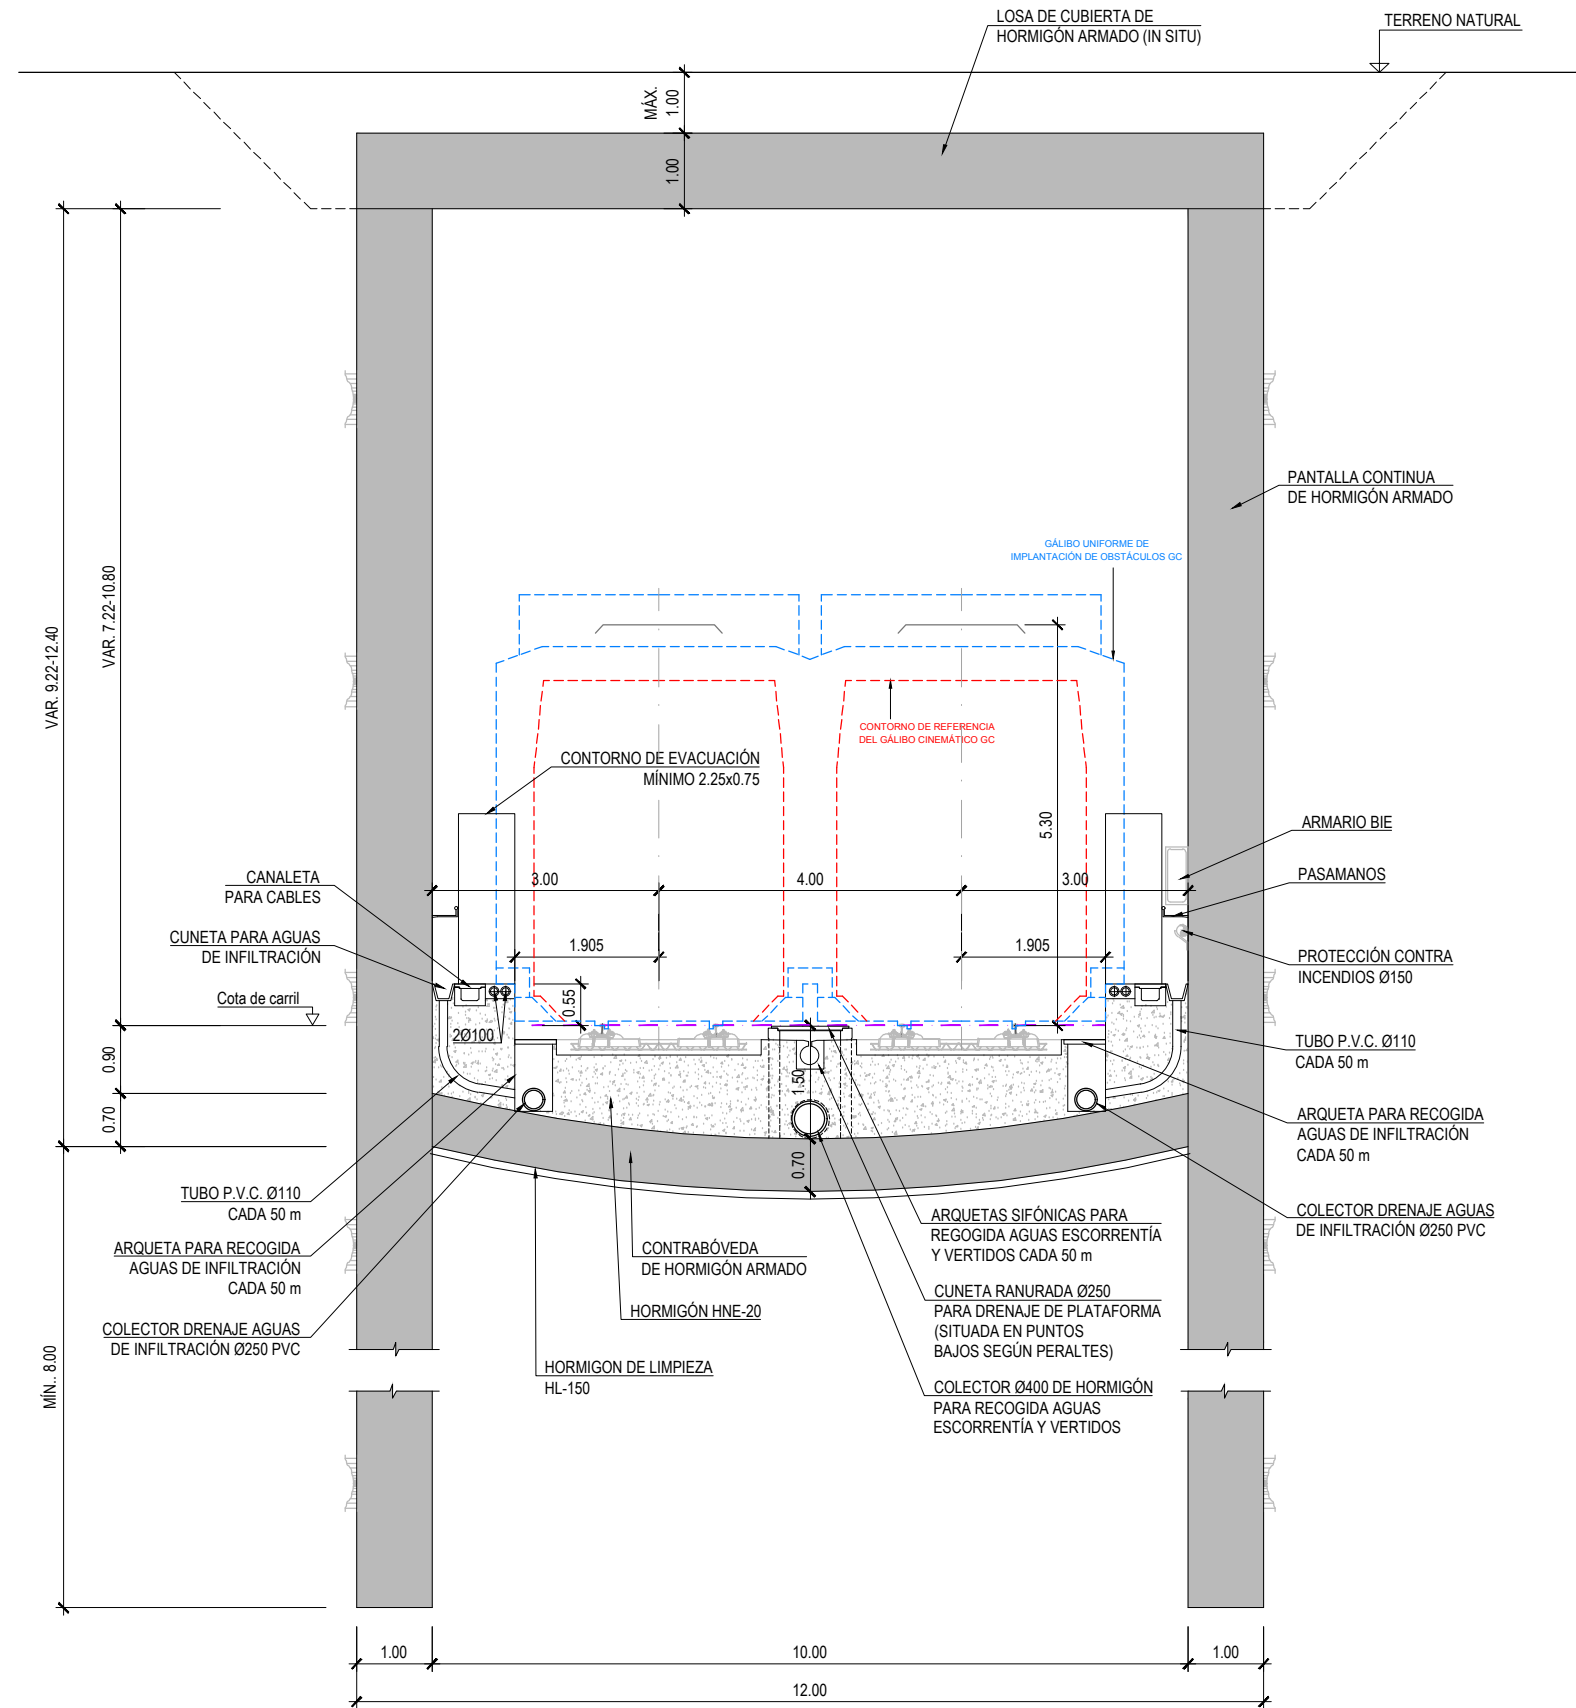 LOSA DE CUBIERTA DE
HORMIGÓN ARMADO (IN SITU)
TERRENO NATURAL
MÁX.
1.00
1.00
PANTALLA CONTINUA
DE HORMIGÓN ARMADO
GÁLIBO UNIFORME DE
IMPLANTACIÓN DE OBSTÁCULOS GC
VAR. 9.22-12.40
VAR. 7.22-10.80
CONTORNO DE REFERENCIA
DEL GÁLIBO CINEMÁTICO GC
CONTORNO DE EVACUACIÓN
MÍNIMO 2.25x0.75
5.30
ARMARIO BIE
CANALETA
PARA CABLES
3.00
4.00
3.00
PASAMANOS
CUNETA PARA AGUAS
DE INFILTRACIÓN
1.905
1.905
PROTECCIÓN CONTRA
INCENDIOS Ø150
Cota de carril
0.55
2Ø100
TUBO P.V.C. Ø110
CADA 50 m
0.90
1.50
0.70
ARQUETA PARA RECOGIDA
AGUAS DE INFILTRACIÓN
CADA 50 m
0.70
TUBO P.V.C. Ø110
CADA 50 m
ARQUETAS SIFÓNICAS PARA
REGOGIDA AGUAS ESCORRENTÍA
Y VERTIDOS CADA 50 m
COLECTOR DRENAJE AGUAS
DE INFILTRACIÓN Ø250 PVC
ARQUETA PARA RECOGIDA
AGUAS DE INFILTRACIÓN
CADA 50 m
CONTRABÓVEDA
DE HORMIGÓN ARMADO
CUNETA RANURADA Ø250
PARA DRENAJE DE PLATAFORMA
(SITUADA EN PUNTOS
BAJOS SEGÚN PERALTES)
HORMIGÓN HNE-20
COLECTOR DRENAJE AGUAS
DE INFILTRACIÓN Ø250 PVC
HORMIGON DE LIMPIEZA
HL-150
COLECTOR Ø400 DE HORMIGÓN
PARA RECOGIDA AGUAS
ESCORRENTÍA Y VERTIDOS
MÍN.. 8.00
1.00
10.00
1.00
12.00